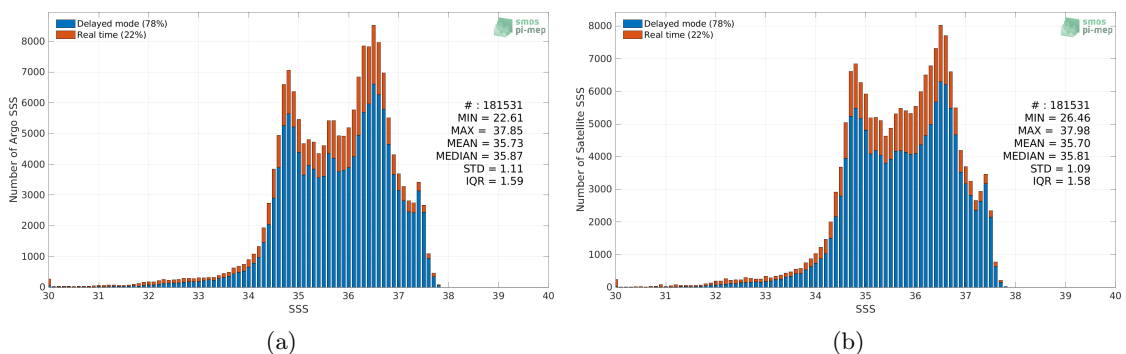 Delayed mode (78%)
Real time (22%)
smos
pi-mep
8000
7000
6000
5000
4000
3000
2000
1000
0
Number of Argo SSS
# : 181531
MIN = 22.61
MAX = 37.85
MEAN = 35.73
MEDIAN = 35.87
STD = 1.11
IQR = 1.59
30 31 32 33 34 35 36 37 38 39 40
SSS
(a)
Delayed mode (78%)
Real time (22%)
smos
pi-mep
8000
7000
6000
5000
4000
3000
2000
1000
0
Number of Satellite SSS
# : 181531
MIN = 26.46
MAX = 37.98
MEAN = 35.70
MEDIAN = 35.81
STD = 1.09
IQR = 1.58
30 31 32 33 34 35 36 37 38 39 40
SSS
(b)